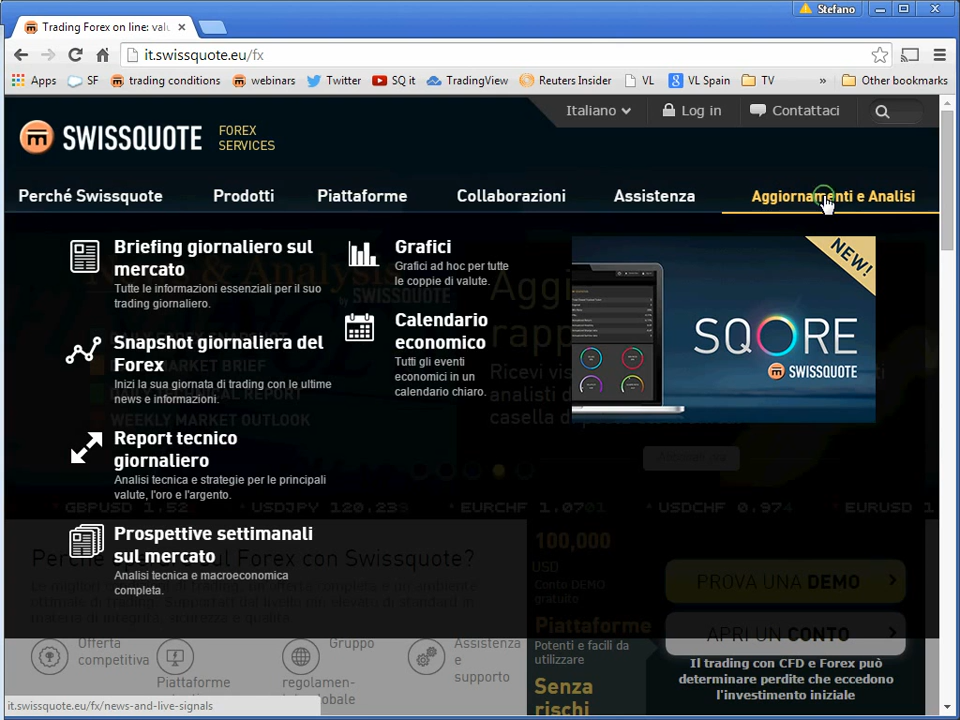 Stefano
Trading Forex on line: valu
it.swissquote.eu/fx
Apps SF trading conditions webinars Twitter SQ it TradingView Reuters Insider VL VL Spain TV » Other bookmarks
Italiano Log in Contattaci
SWISSQUOTE FOREX
SERVICES
Perché Swissquote Prodotti Piattaforme Collaborazioni Assistenza Aggiornamenti e Analisi
Briefing giornaliero sul
mercato
Tutte le informazioni essenziali per il suo
trading giornaliero.
Snapshot giornaliera del
Forex
Inizi la sua giornata di trading con le ultime
news e informazioni.
Report tecnico
giornaliero
Analisi tecnica e strategie per le principali
valute, l'oro e l'argento.
Prospettive settimanali
sul mercato
Analisi tecnica e macroeconomica
completa.
Grafici
Grafici ad hoc per tutte
le coppie di valute.
Calendario
economico
Tutti gli eventi
economici in un
calendario chiaro.
NEW!
SQORE
SWISSQUOTE
MARKET BRIEF
WEEKLY MARKET OUTLOOK
GBPUSD 1.52 USDJPY 120.239 EURCHF 1.0701 USDCHF 0.974 EURUSD 1
Forex con Swissquote?
100,000
USD
Conto DEMO
gratuito
Piattaforme
Potenti e facili da
utilizzare
Senza
rischi
PROVA UNA DEMO
APRI UN CONTO
Il trading con CFD e Forex può
determinare perdite che eccedono
l'investimento iniziale
Offerta
competitiva
Piattaforme
Gruppo
regolamen-
Assistenza
e
supporto
it.swissquote.eu/fx/news-and-live-signals